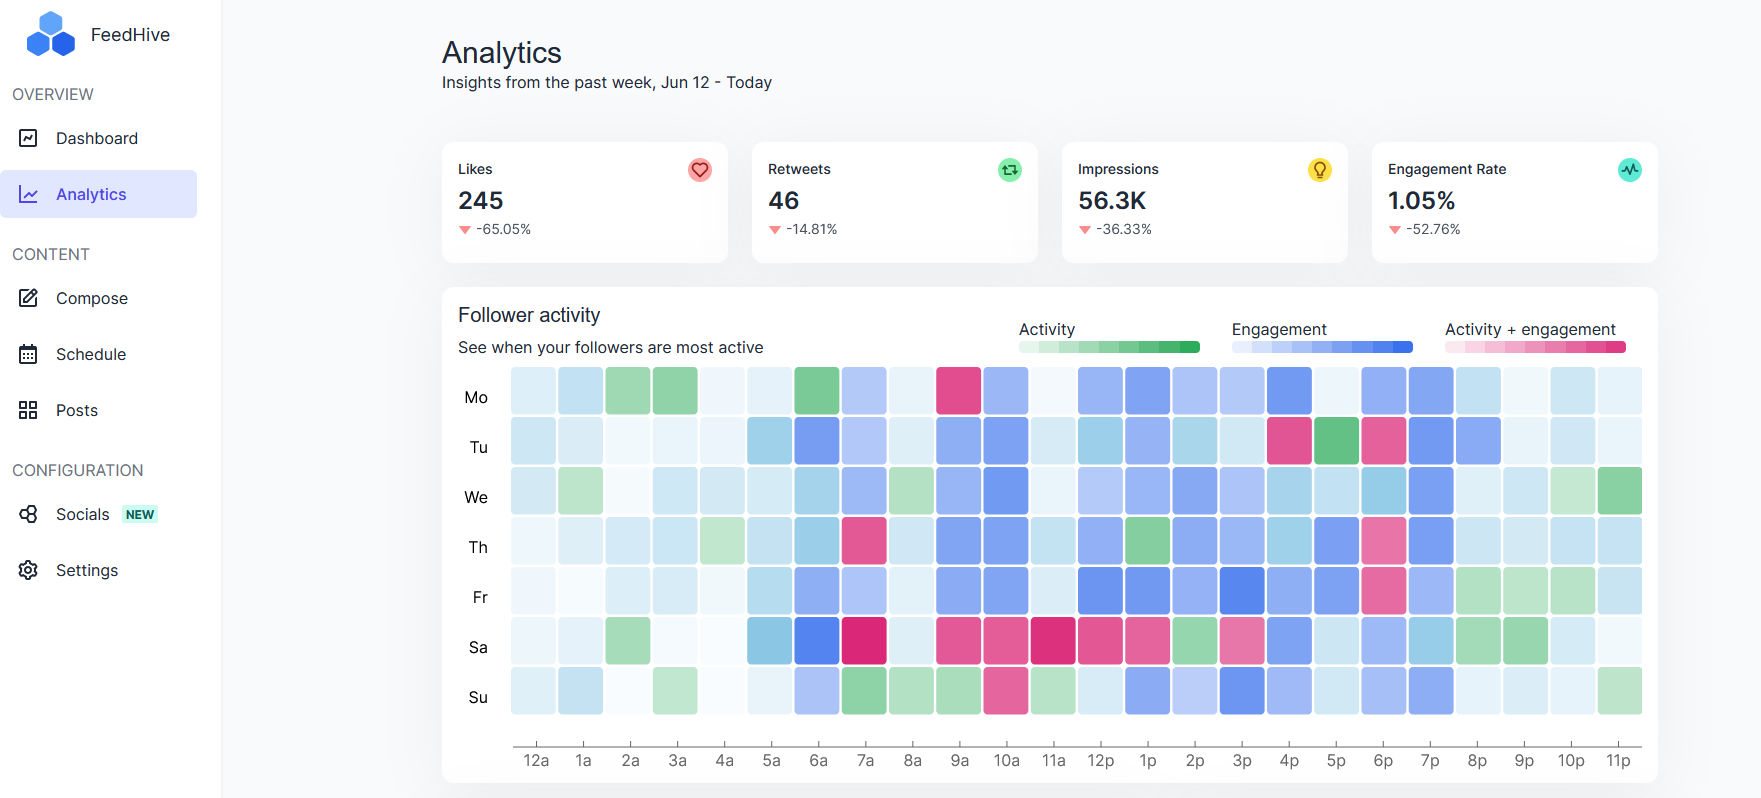 FeedHive
OVERVIEW
Dashboard
Analytics
CONTENT
Compose
Schedule
Posts
CONFIGURATION
Socials NEW
Settings
Analytics
Insights from the past week, Jun 12 - Today
Likes
245
-65.05%
Retweets
46
-14.81%
Impressions
56.3K
-36.33%
Engagement Rate
1.05%
-52.76%
Follower activity
See when your followers are most active
Activity
Engagement
Activity + engagement
Mo
Tu
We
Th
Fr
Sa
Su
12a 1a 2a 3a 4a 5a 6a 7a 8a 9a 10a 11a 12p 1p 2p 3p 4p 5p 6p 7p 8p 9p 10p 11p